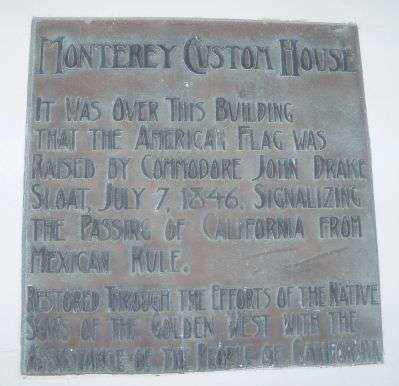 Monterey Custom House
It Was Over This Building
that the American Flag was
Raised by Commodore John Drake
Sloat, July 7, 1846. Signalizing
the Passing of California from
Mexican Rule.
Restored Through the Efforts of the Native
Sons of the Golden West with the
Assistance of the People of California